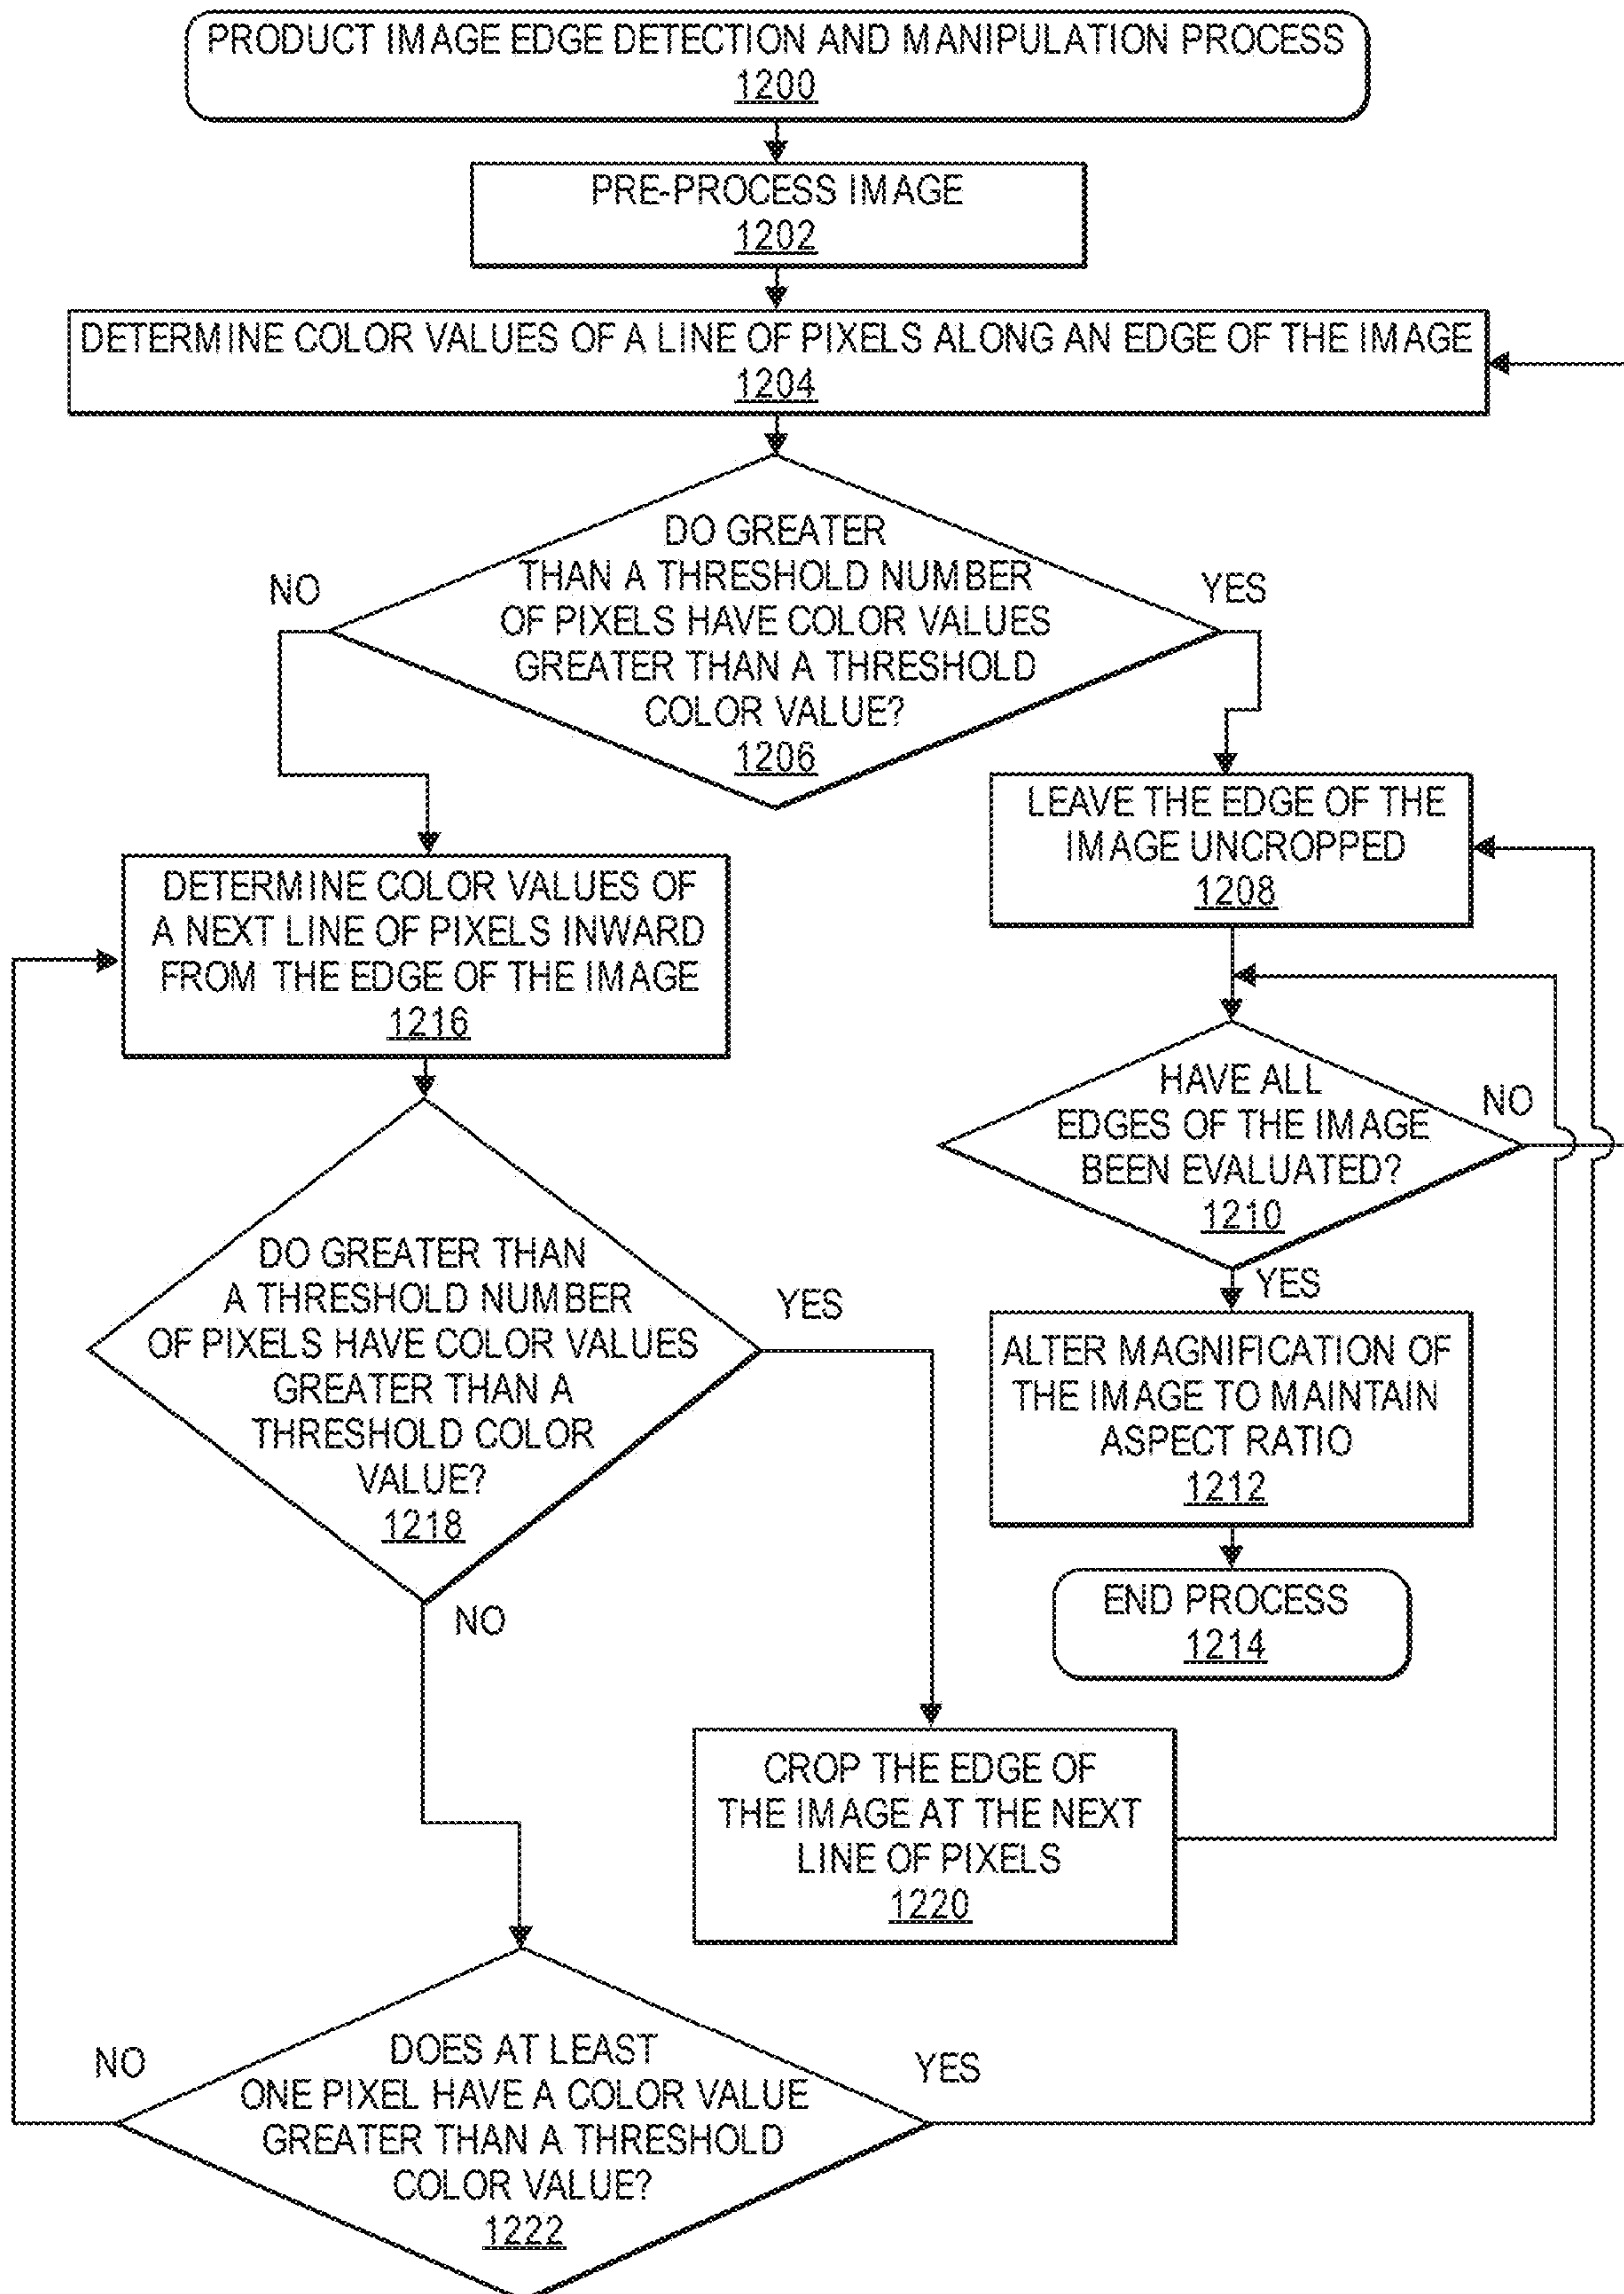 PRODUCT IMAGE EDGE DETECTION AND MANIPULATION PROCESS
1200
PRE-PROCESS IMAGE
1202
DETERMINE COLOR VALUES OF A LINE OF PIXELS ALONG AN EDGE OF THE IMAGE
1204
DO GREATER
THAN A THRESHOLD NUMBER
OF PIXELS HAVE COLOR VALUES
GREATER THAN A THRESHOLD
COLOR VALUE?
1206
NO
YES
LEAVE THE EDGE OF THE
IMAGE UNCROPPED
1208
DETERMINE COLOR VALUES OF
A NEXT LINE OF PIXELS INWARD
FROM THE EDGE OF THE IMAGE
1216
HAVE ALL
EDGES OF THE IMAGE
BEEN EVALUATED?
1210
NO
YES
DO GREATER THAN
A THRESHOLD NUMBER
OF PIXELS HAVE COLOR VALUES
GREATER THAN A
THRESHOLD COLOR
VALUE?
1218
YES
NO
ALTER MAGNIFICATION OF
THE IMAGE TO MAINTAIN
ASPECT RATIO
1212
END PROCESS
1214
CROP THE EDGE OF
THE IMAGE AT THE NEXT
LINE OF PIXELS
1220
DOES AT LEAST
ONE PIXEL HAVE A COLOR VALUE
GREATER THAN A THRESHOLD
COLOR VALUE?
1222
NO
YES